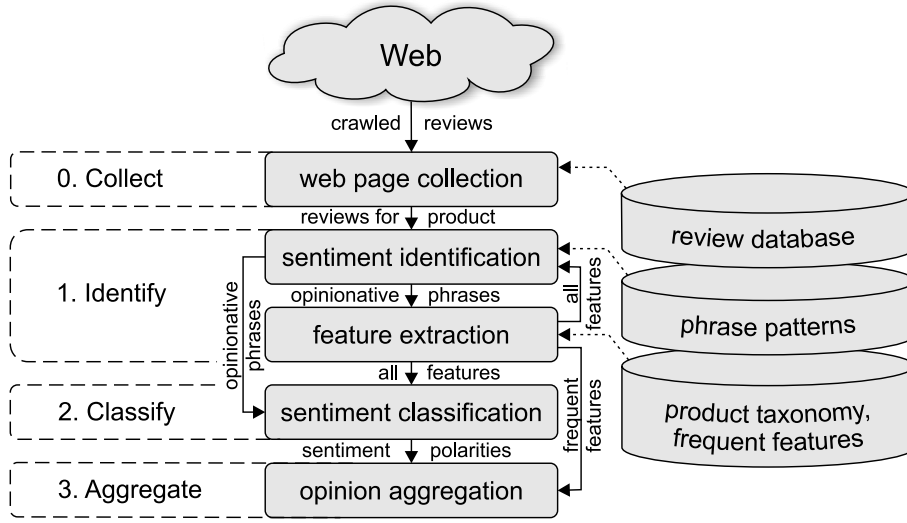 Web
crawled reviews
0. Collect
web page collection
reviews for product
review database
1. Identify
sentiment identification
opinionative phrases
all features
opinionative phrases
phrase patterns
feature extraction
all features
frequent features
product taxonomy,
frequent features
2. Classify
sentiment classification
sentiment polarities
3. Aggregate
opinion aggregation